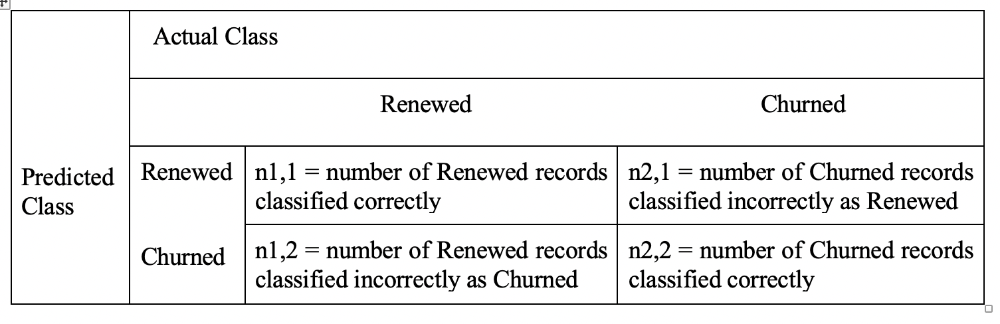 Actual Class
Renewed
Churned
Predicted
Class
Renewed
n1,1 = number of Renewed records
classified correctly
n2,1 = number of Churned records
classified incorrectly as Renewed
Churned
n1,2 = number of Renewed records
classified incorrectly as Churned
n2,2 = number of Churned records
classified correctly